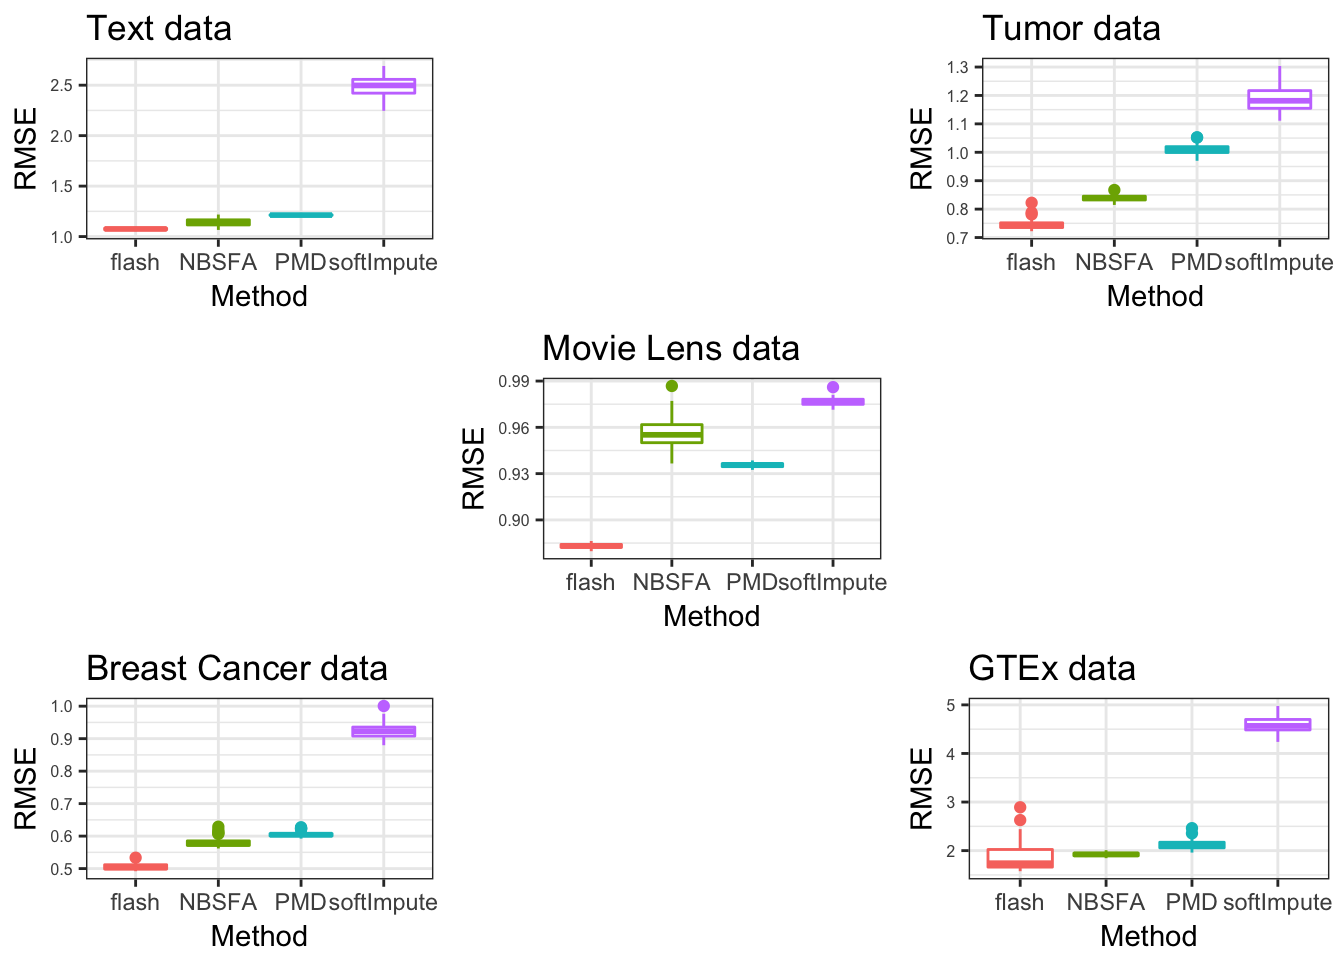 Text data
RMSE
2.5
2.0
1.5
1.0
flash NBSFA PMD softImpute
Method
Tumor data
RMSE
1.3
1.2
1.1
1.0
0.9
0.8
0.7
flash NBSFA PMD softImpute
Method
Movie Lens data
RMSE
0.99
0.96
0.93
0.90
flash NBSFA PMD softImpute
Method
Breast Cancer data
RMSE
1.0
0.9
0.8
0.7
0.6
0.5
flash NBSFA PMD softImpute
Method
GTEx data
RMSE
5
4
3
2
flash NBSFA PMD softImpute
Method